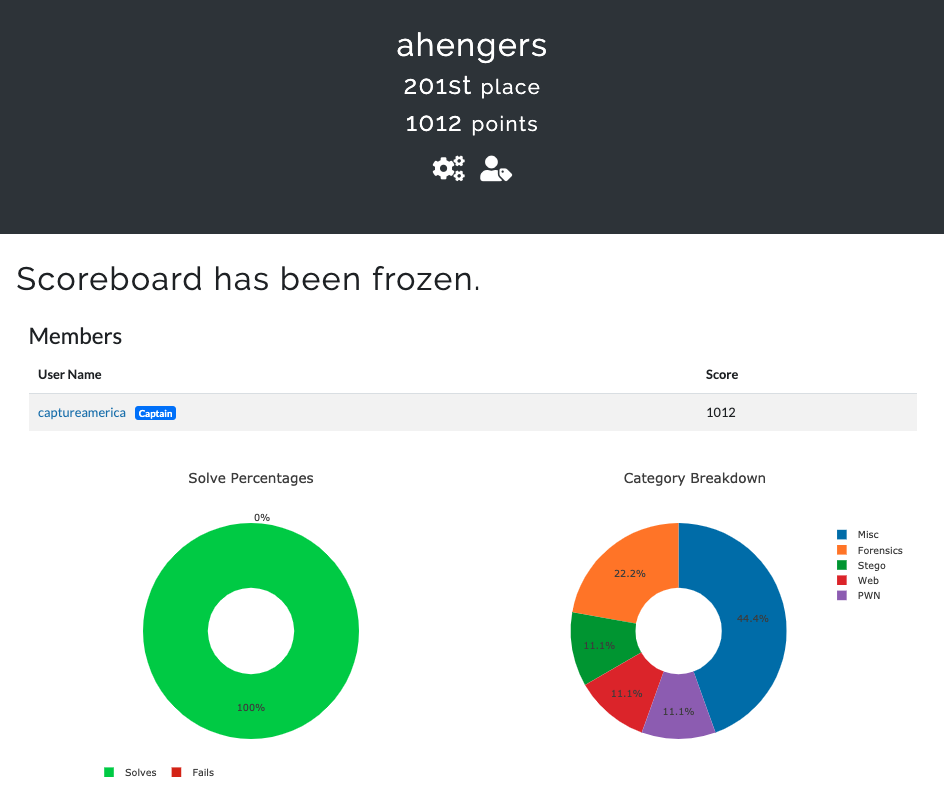 ahengers
201st place
1012 points
Scoreboard has been frozen.
Members
User Name Score
captureamerica Captain 1012
Solve Percentages
0%
100%
Solves Fails
Category Breakdown
22.2%
44.4%
11.1%
11.1%
11.1%
Misc
Forensics
Stego
Web
PWN